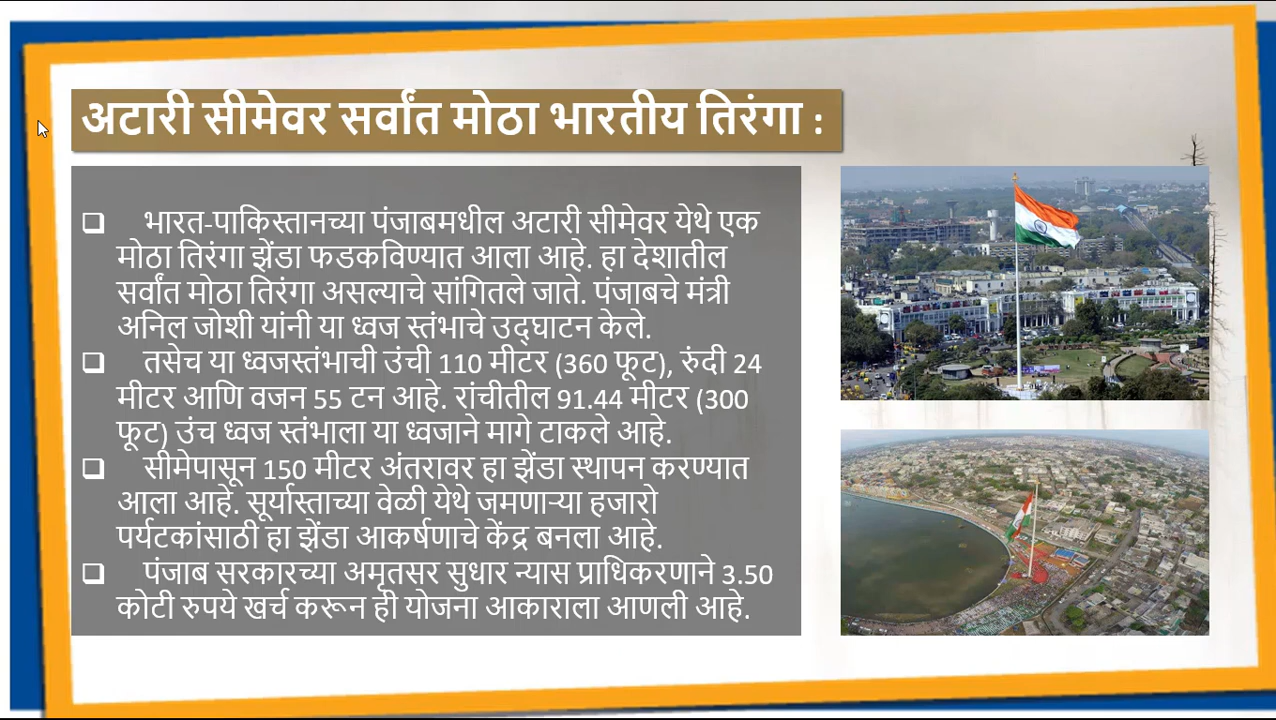 अटारी सीमेवर सर्वांत मोठा भारतीय तिरंगा :
❑ भारत-पाकिस्तानच्या पंजाबमधील अटारी सीमेवर येथे एक
मोठा तिरंगा झेंडा फडकविण्यात आला आहे. हा देशातील
सर्वांत मोठा तिरंगा असल्याचे सांगितले जाते. पंजाबचे मंत्री
अनिल जोशी यांनी या ध्वज स्तंभाचे उद्‌घाटन केले.
❑ तसेच या ध्वजस्तंभाची उंची 110 मीटर (360 फूट), रुंदी 24
मीटर आणि वजन 55 टन आहे. रांचीतील 91.44 मीटर (300
फूट) उंच ध्वज स्तंभाला या ध्वजाने मागे टाकले आहे.
❑ सीमेपासून 150 मीटर अंतरावर हा झेंडा स्थापन करण्यात
आला आहे. सूर्यास्ताच्या वेळी येथे जमणाऱ्या हजारो
पर्यटकांसाठी हा झेंडा आकर्षणाचे केंद्र बनला आहे.
❑ पंजाब सरकारच्या अमृतसर सुधार न्यास प्राधिकरणाने 3.50
कोटी रुपये खर्च करून ही योजना आकाराला आणली आहे.